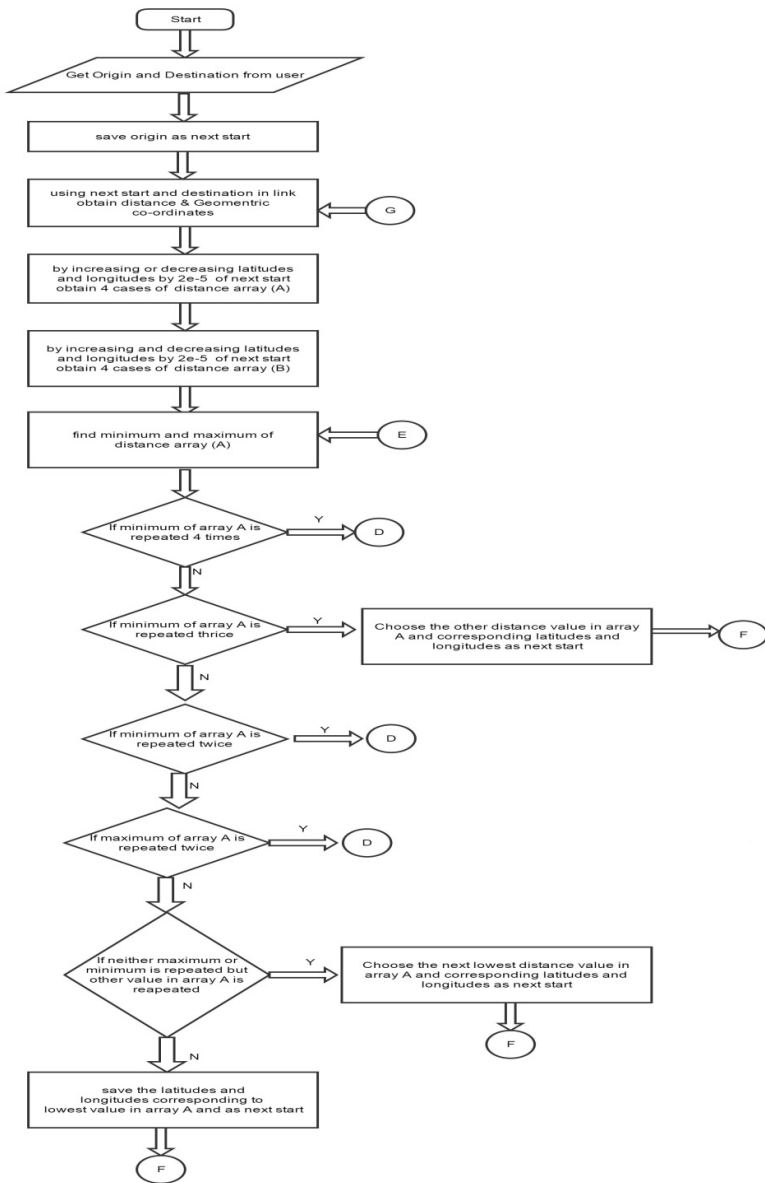 Start
Get Origin and Destination from user
save origin as next start
using next start and destination in link
obtain distance & Geomentric
co-ordinates
G
by increasing or decreasing latitudes
and longitudes by 2e-5 of next start
obtain 4 cases of distance array (A)
by increasing and decreasing latitudes
and longitudes by 2e-5 of next start
obtain 4 cases of distance array (B)
find minimum and maximum of
distance array (A)
E
If minimum of array A is
repeated 4 times
Y
D
N
If minimum of array A is
repeated thrice
Y
Choose the other distance value in array
A and corresponding latitudes and
longitudes as next start
F
N
If minimum of array A is
repeated twice
Y
D
N
If maximum of array A is
repeated twice
Y
D
N
If neither maximum or
minimum is repeated but
other value in array A is
reapeated
Y
Choose the next lowest distance value in
array A and corresponding latitudes and
longitudes as next start
F
N
save the latitudes and
longitudes corresponding to
lowest value in array A and as next start
F